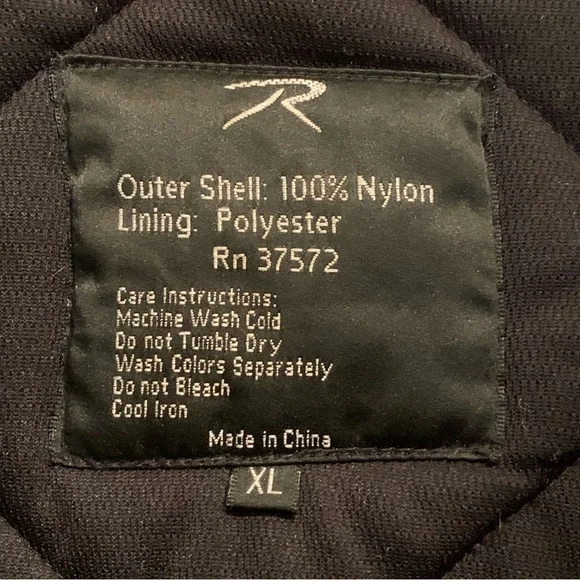 R
Outer Shell: 100% Nylon
Lining: Polyester
Rn 37572
Care Instructions:
Machine Wash Cold
Do not Tumble Dry
Wash Colors Separately
Do not Bleach
Cool Iron
Made in China
XL